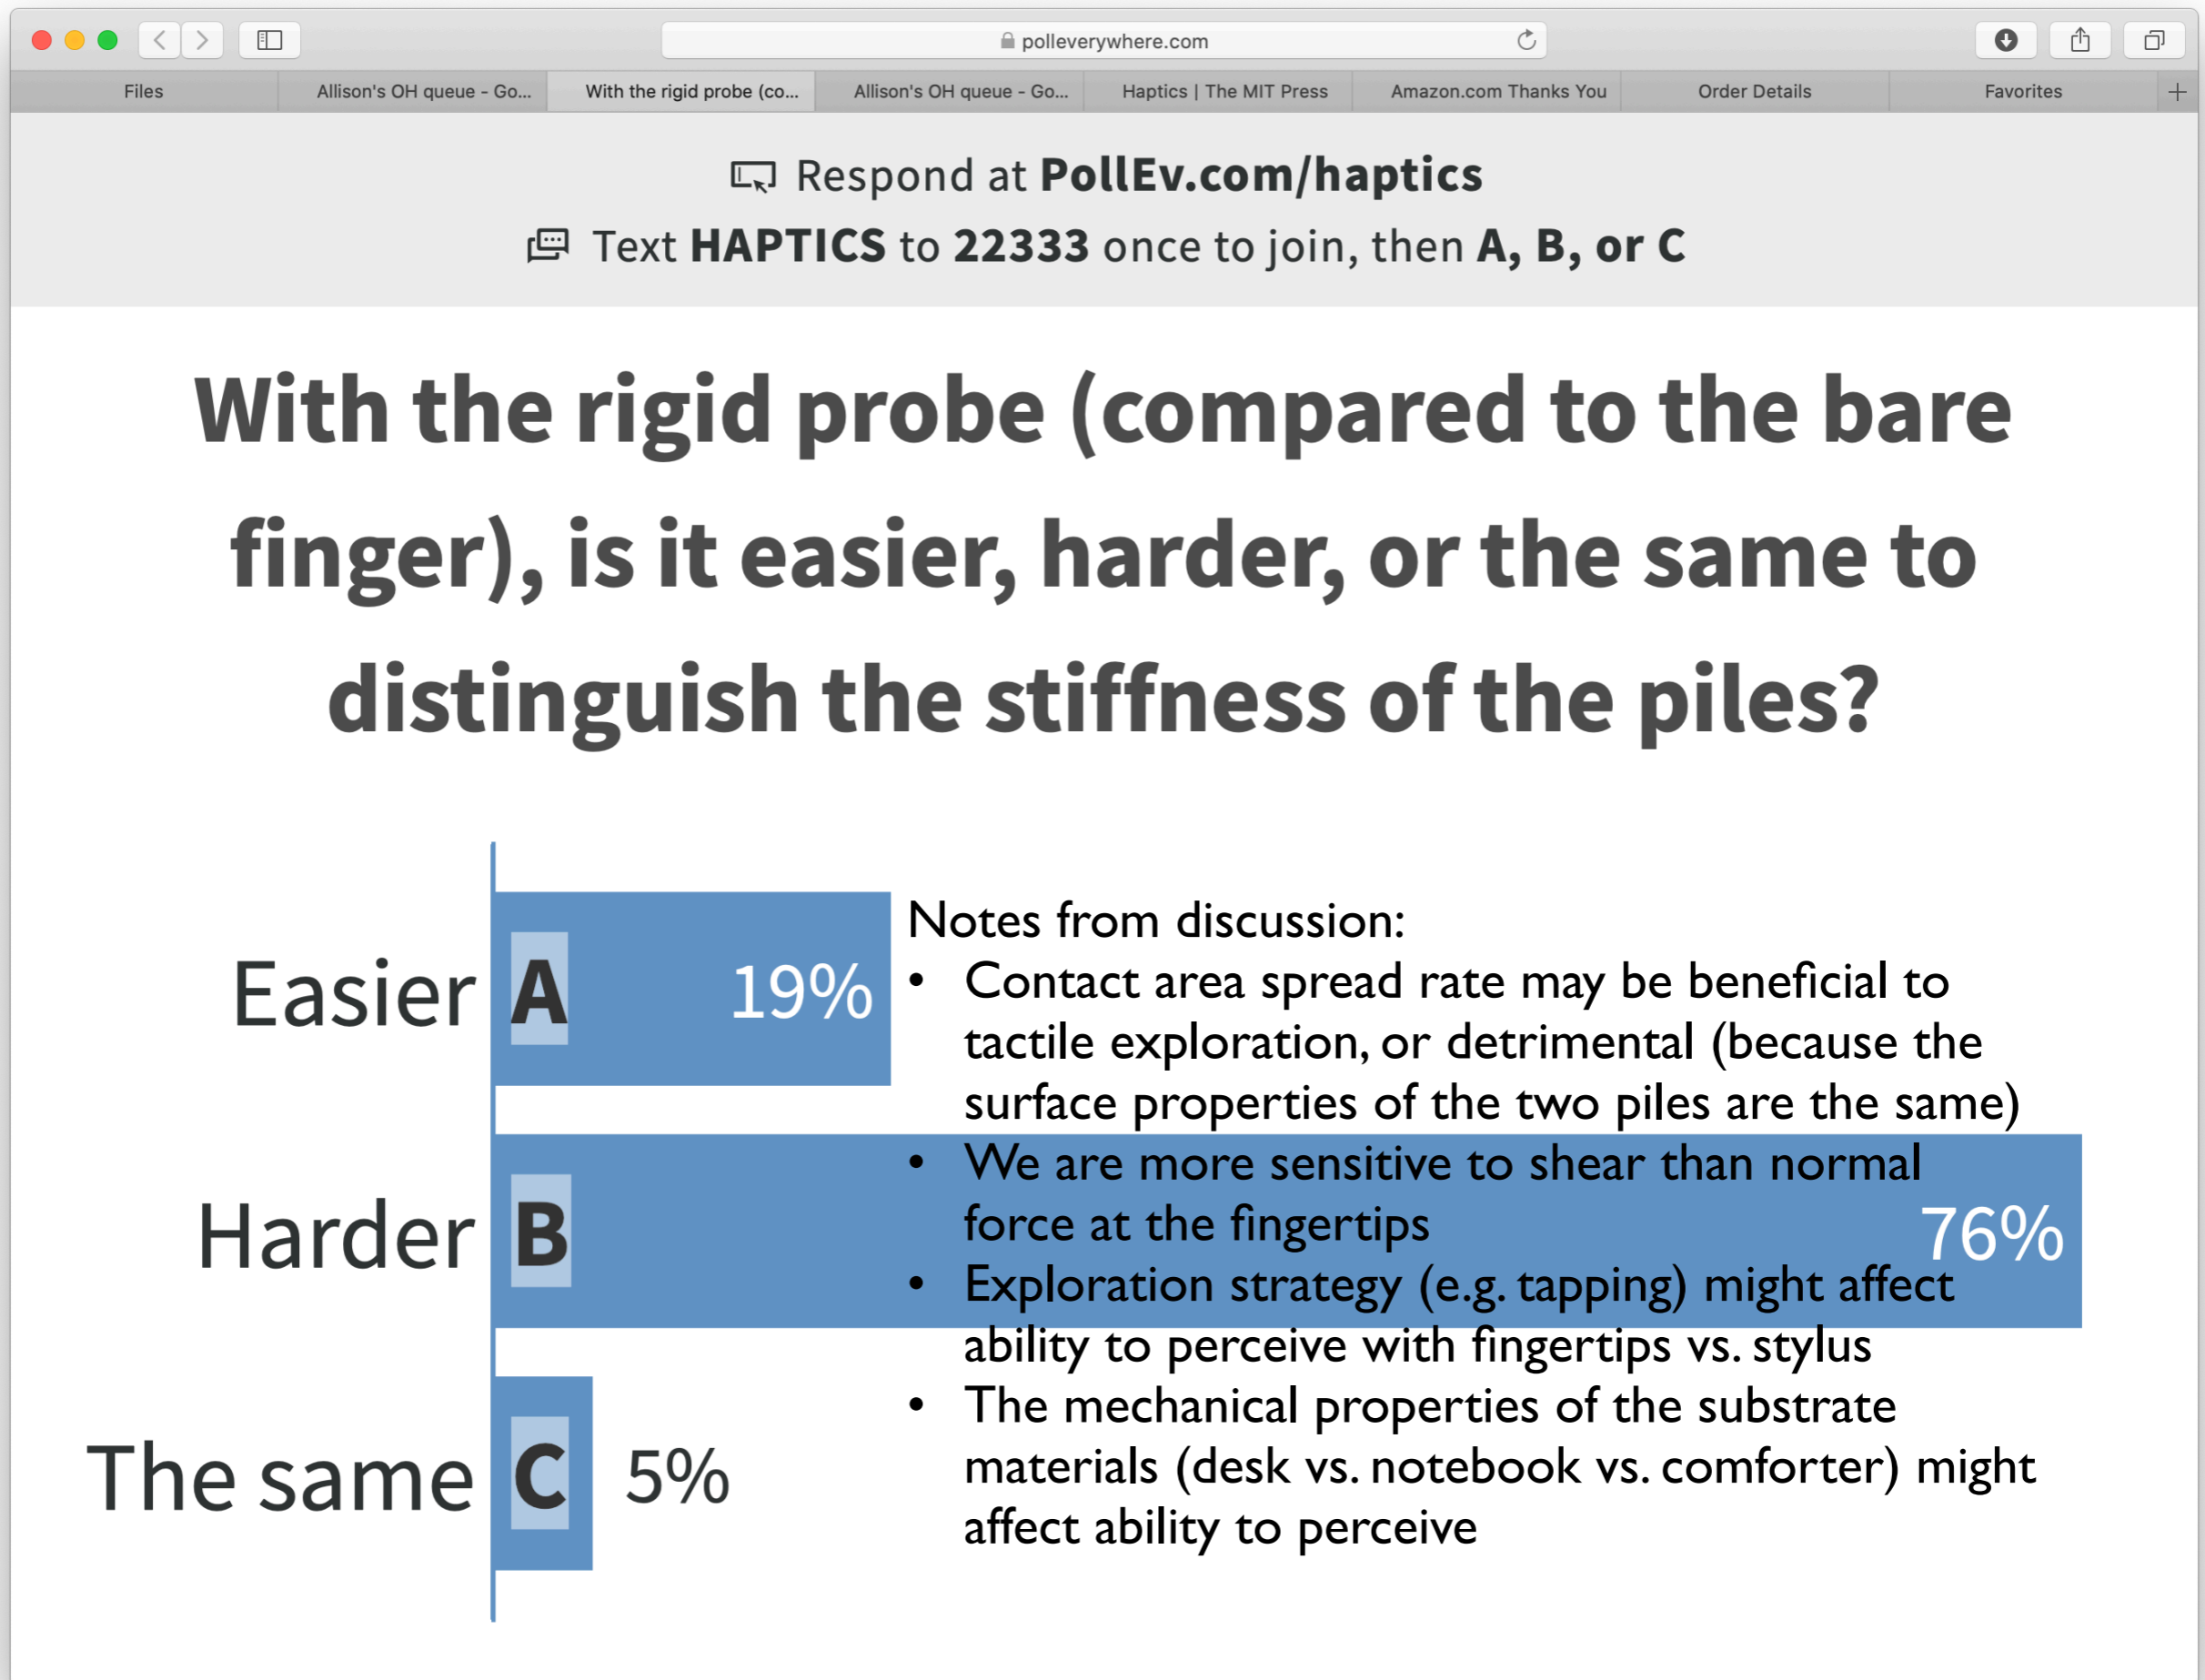 polleverywhere.com
Files
Allison's OH queue - Go...
With the rigid probe (co...
Allison's OH queue - Go...
Haptics | The MIT Press
Amazon.com Thanks You
Order Details
Favorites
Respond at PollEv.com/haptics
Text HAPTICS to 22333 once to join, then A, B, or C
With the rigid probe (compared to the bare
finger), is it easier, harder, or the same to
distinguish the stiffness of the piles?
Easier A 19%
Harder B 76%
The same C 5%
Notes from discussion:
• Contact area spread rate may be beneficial to
tactile exploration, or detrimental (because the
surface properties of the two piles are the same)
• We are more sensitive to shear than normal
force at the fingertips
• Exploration strategy (e.g. tapping) might affect
ability to perceive with fingertips vs. stylus
• The mechanical properties of the substrate
materials (desk vs. notebook vs. comforter) might
affect ability to perceive